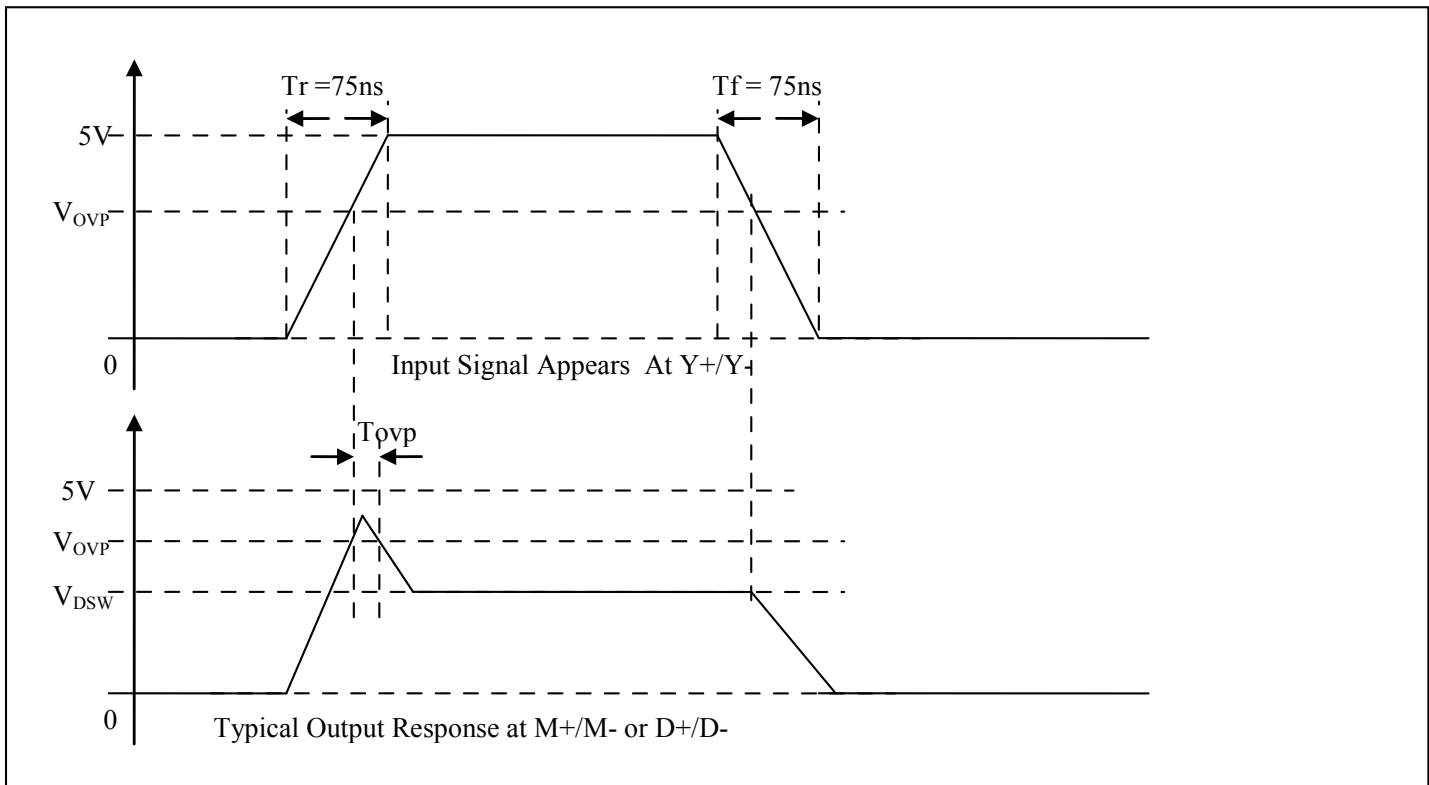 Tr =75ns
Tf = 75ns
5V
VOVP
0
Input Signal Appears At Y+/Y-
Tovp
5V
VOVP
VDSW
0
Typical Output Response at M+/M- or D+/D-